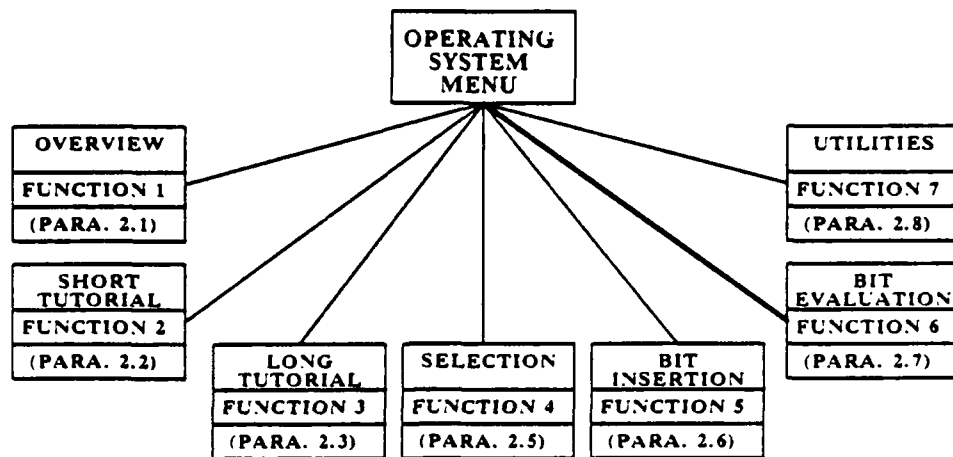 OPERATING
SYSTEM
MENU
OVERVIEW
FUNCTION 1
(PARA. 2.1)
SHORT
TUTORIAL
FUNCTION 2
(PARA. 2.2)
LONG
TUTORIAL
FUNCTION 3
(PARA. 2.3)
SELECTION
FUNCTION 4
(PARA. 2.5)
BIT
INSERTION
FUNCTION 5
(PARA. 2.6)
BIT
EVALUATION
FUNCTION 6
(PARA. 2.7)
UTILITIES
FUNCTION 7
(PARA. 2.8)